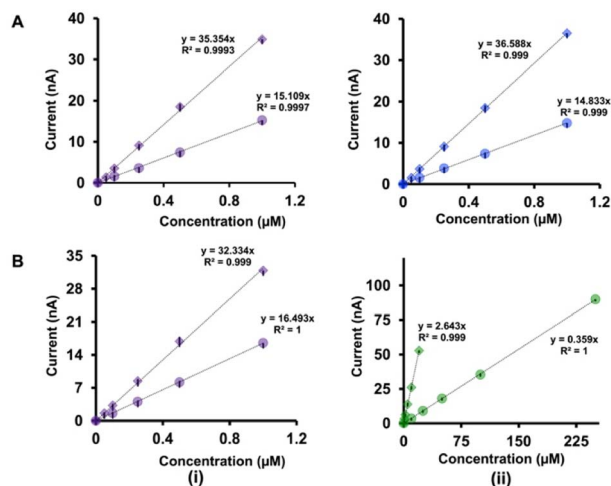 A
Current (nA)
40
30
20
10
0
y = 35.354x
R² = 0.9993
y = 15.109x
R² = 0.9997
0 0.4 0.8 1.2
Concentration (µM)
Current (nA)
40
30
20
10
0
y = 36.588x
R² = 0.999
y = 14.833x
R² = 0.999
0 0.4 0.8 1.2
Concentration (µM)
B
Current (nA)
35
28
21
14
7
0
y = 32.334x
R² = 0.999
y = 16.493x
R² = 1
0 0.4 0.8 1.2
Concentration (µM)
(i)
Current (nA)
100
75
50
25
0
y = 2.643x
R² = 0.999
y = 0.359x
R² = 1
0 75 150 225
Concentration (µM)
(ii)